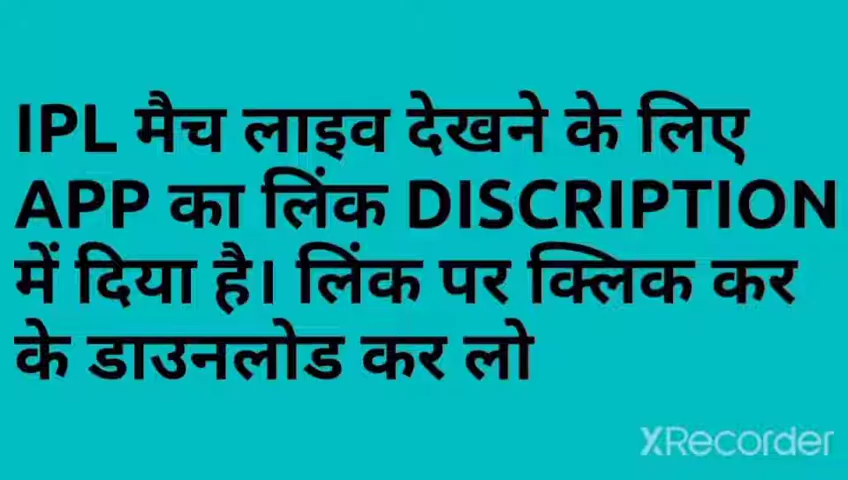 IPL मैच लाइव देखने के लिए
APP का लिंक DISCRIPTION
में दिया है। लिंक पर क्लिक कर
के डाउनलोड कर लो
XRecorder